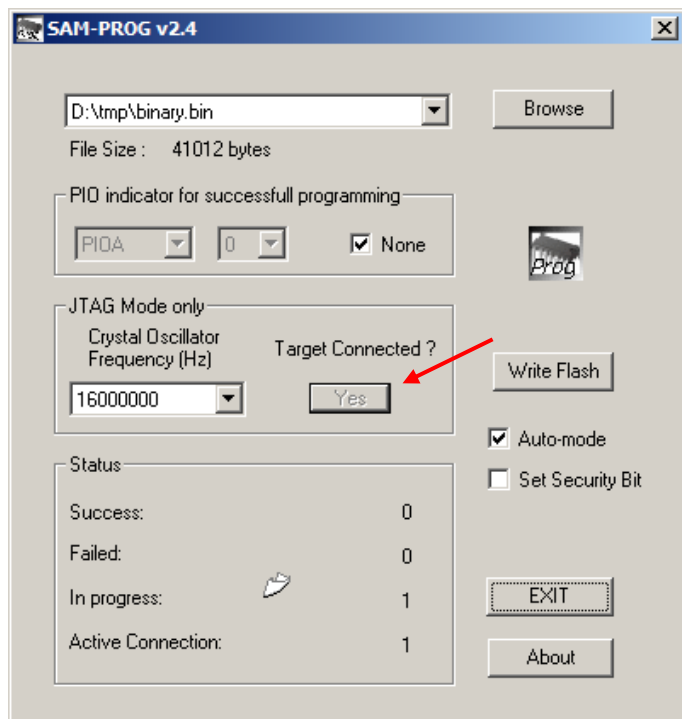 SAM-PROG v2.4
D:\tmp\binary.bin
Browse
File Size : 41012 bytes
PIO indicator for successfull programming
PIOA
0
None
Prog
JTAG Mode only
Crystal Oscillator
Frequency (Hz)
Target Connected ?
16000000
Yes
Write Flash
Auto-mode
Set Security Bit
Status
Success: 0
Failed: 0
In progress: 1
Active Connection: 1
EXIT
About